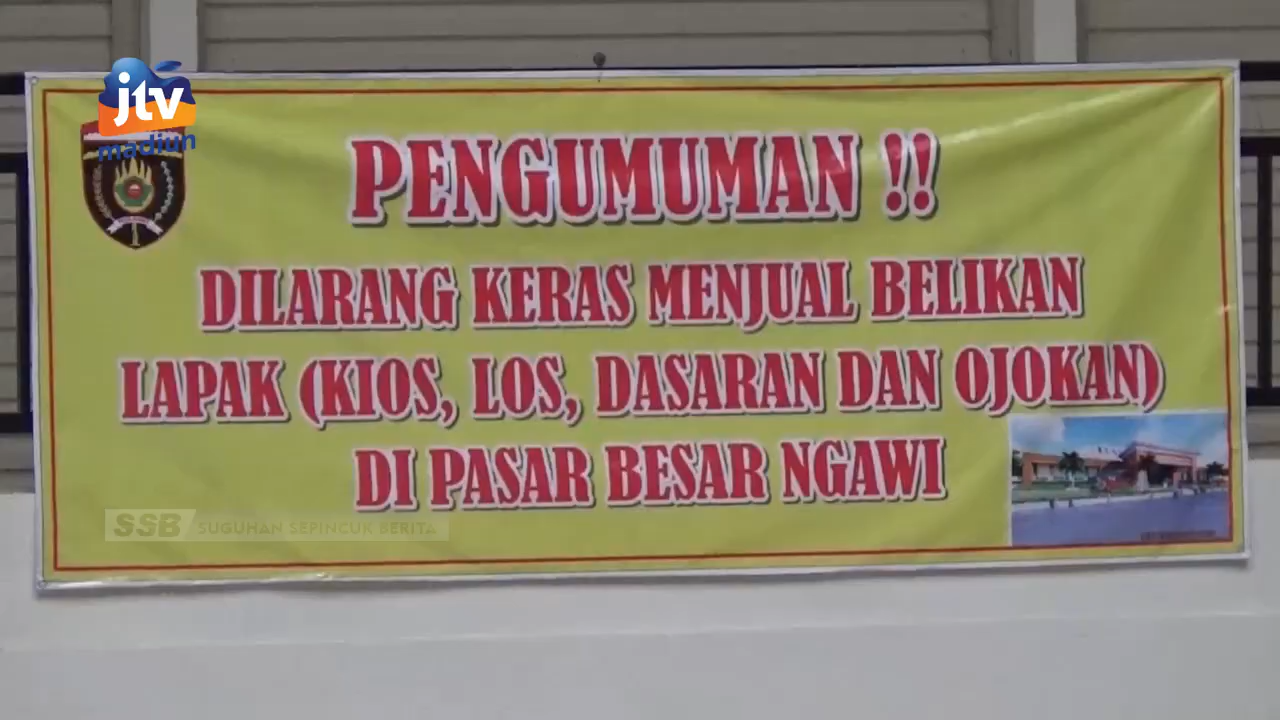 jtv
madiun
PENGUMUMAN !!
DILARANG KERAS MENJUAL BELIKAN
LAPAK (KIOS, LOS, DASARAN DAN OJOKAN)
DI PASAR BESAR NGAWI
SSB SUGUHAN SEPINCUK BERITA